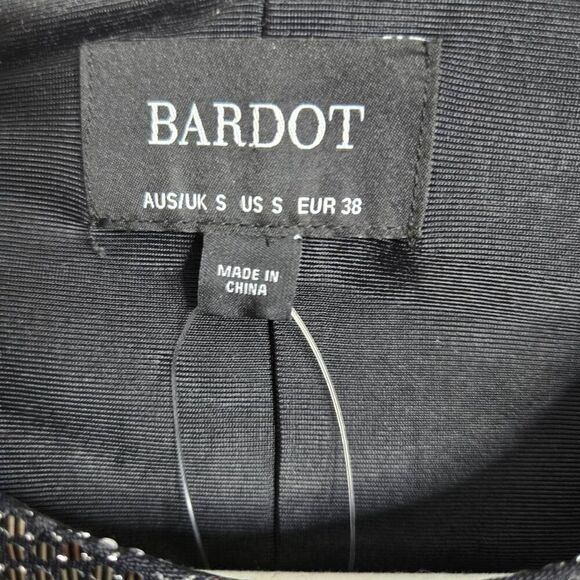 BARDOT
AUS/UK S US S EUR 38
MADE IN
CHINA